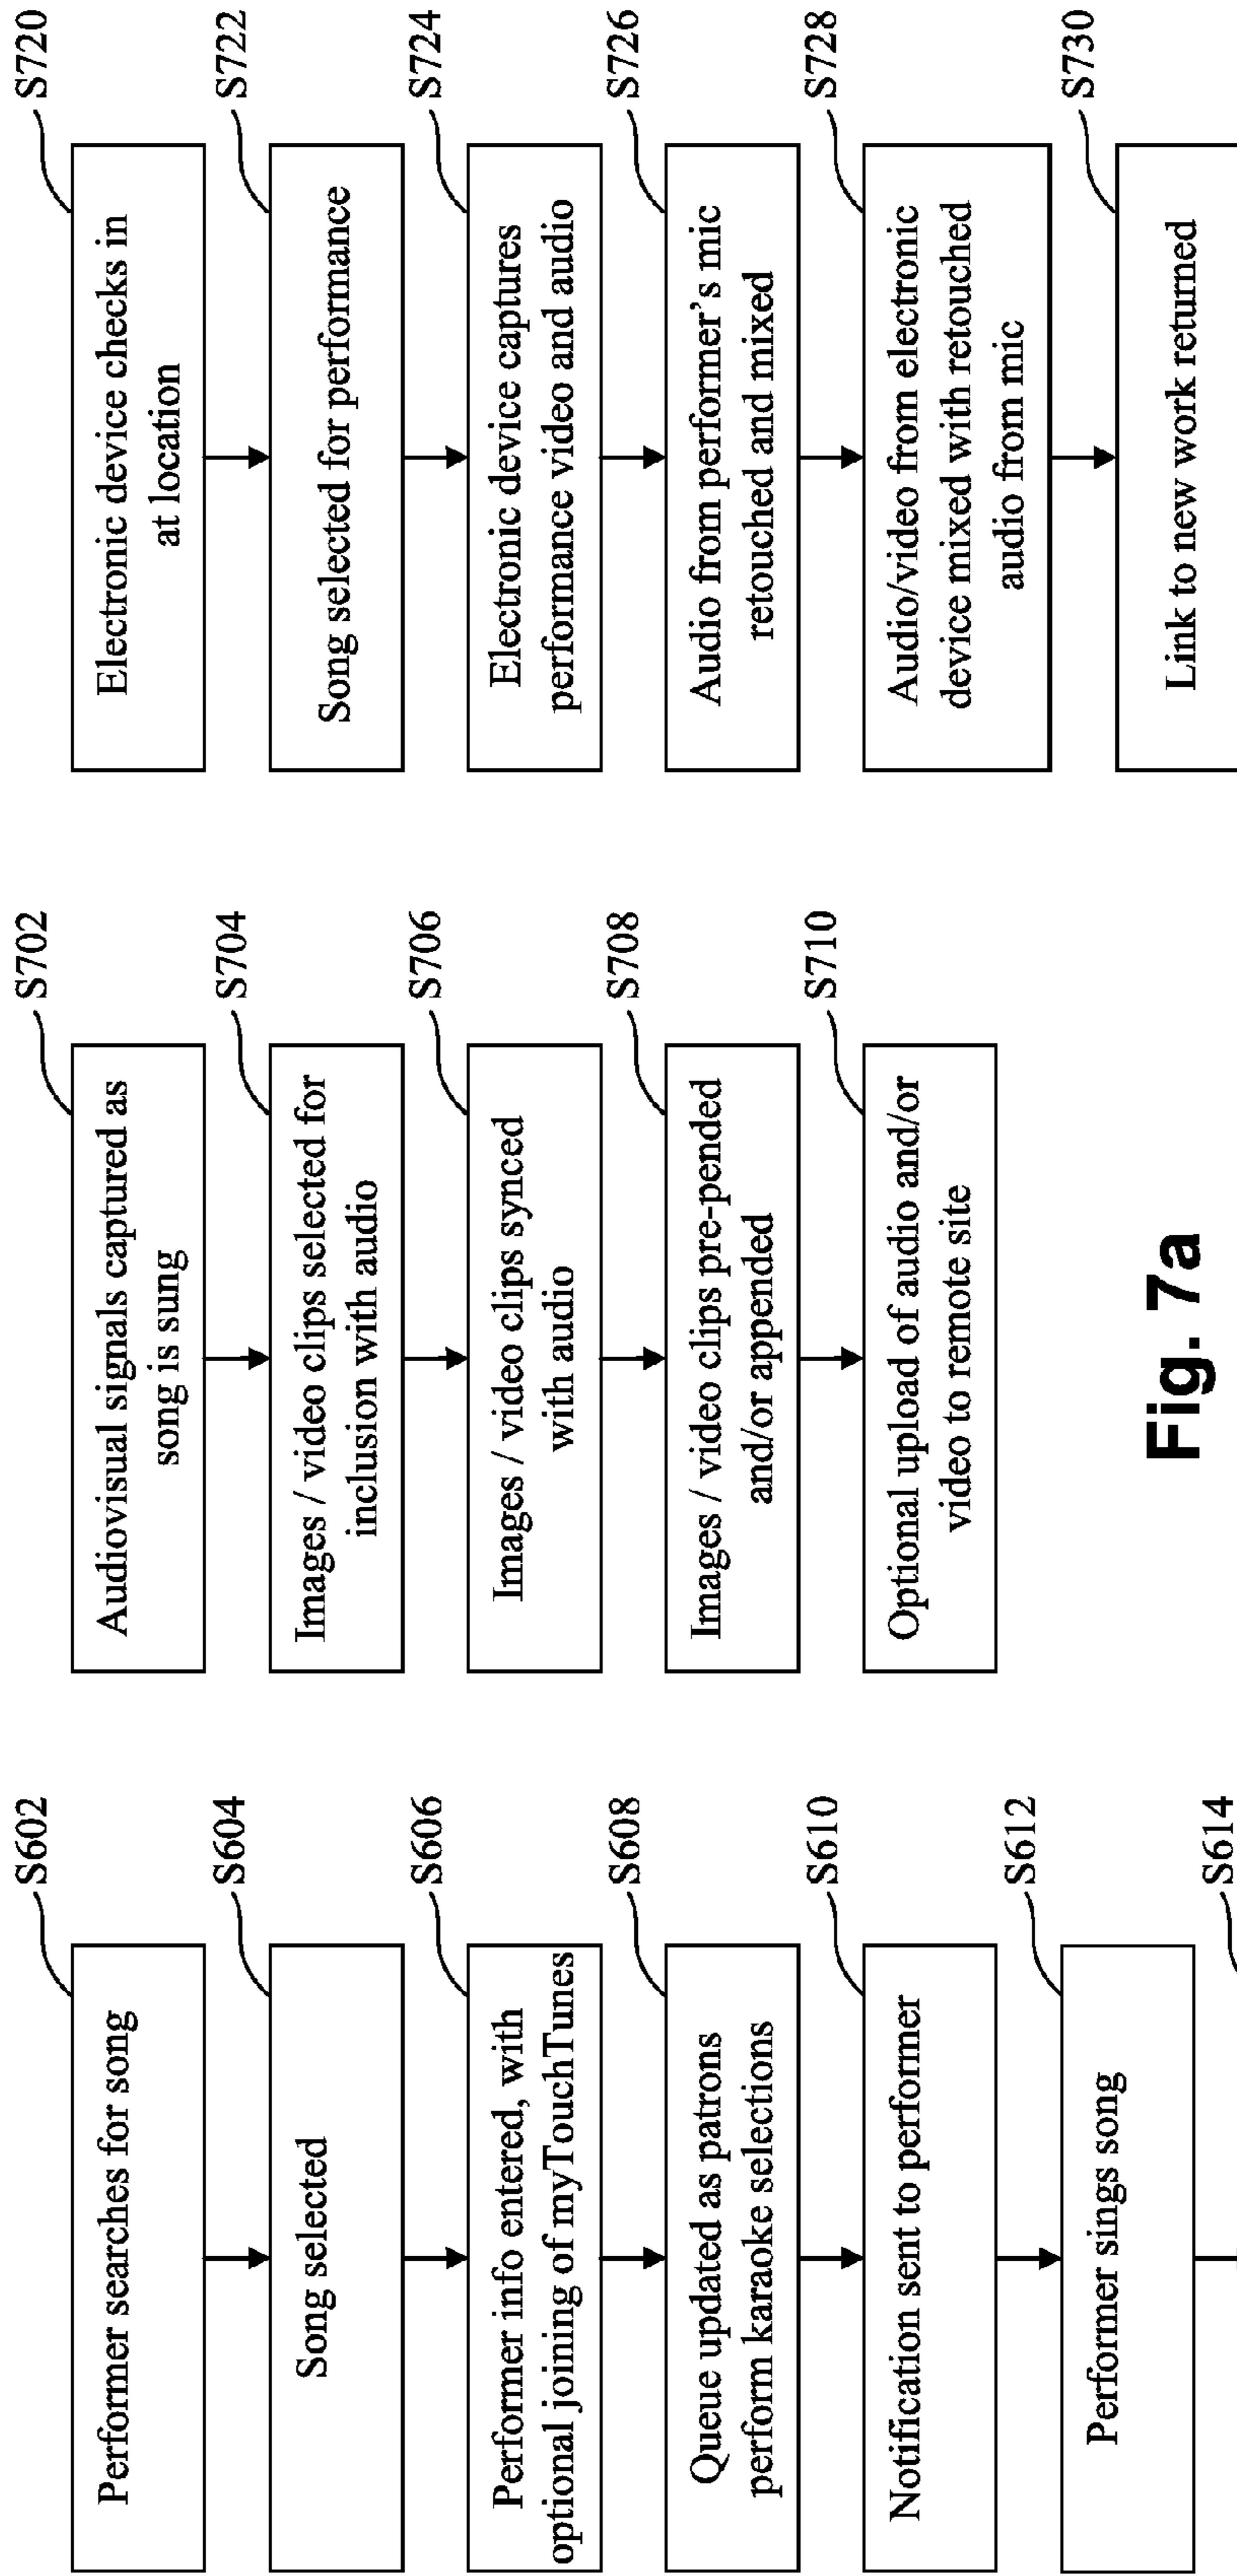 S602
Performer searches for song
S604
Song selected
S606
Performer info entered, with
optional joining of myTouchTunes
S608
Queue updated as patrons
perform karaoke selections
S610
Notification sent to performer
S612
Performer sings song
S614
S702
Audiovisual signals captured as
song is sung
S704
Images / video clips selected for
inclusion with audio
S706
Images / video clips synced
with audio
S708
Images / video clips pre-pended
and/or appended
S710
Optional upload of audio and/or
video to remote site
Fig. 7a
S720
Electronic device checks in
at location
S722
Song selected for performance
S724
Electronic device captures
performance video and audio
S726
Audio from performer's mic
retouched and mixed
S728
Audio/video from electronic
device mixed with retouched
audio from mic
S730
Link to new work returned